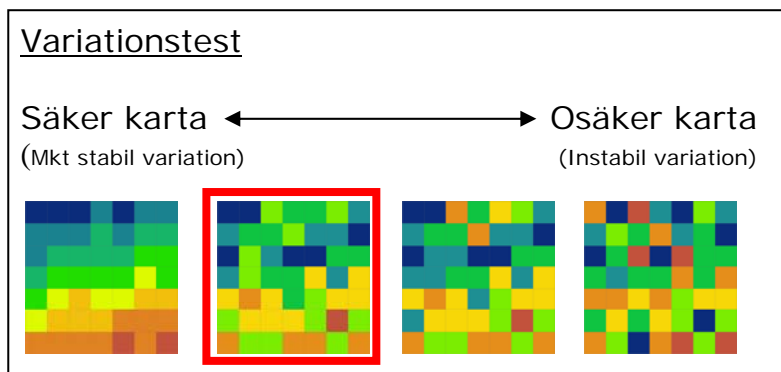 Variationstest
Säker karta Osäker karta
(Mkt stabil variation) (Instabil variation)